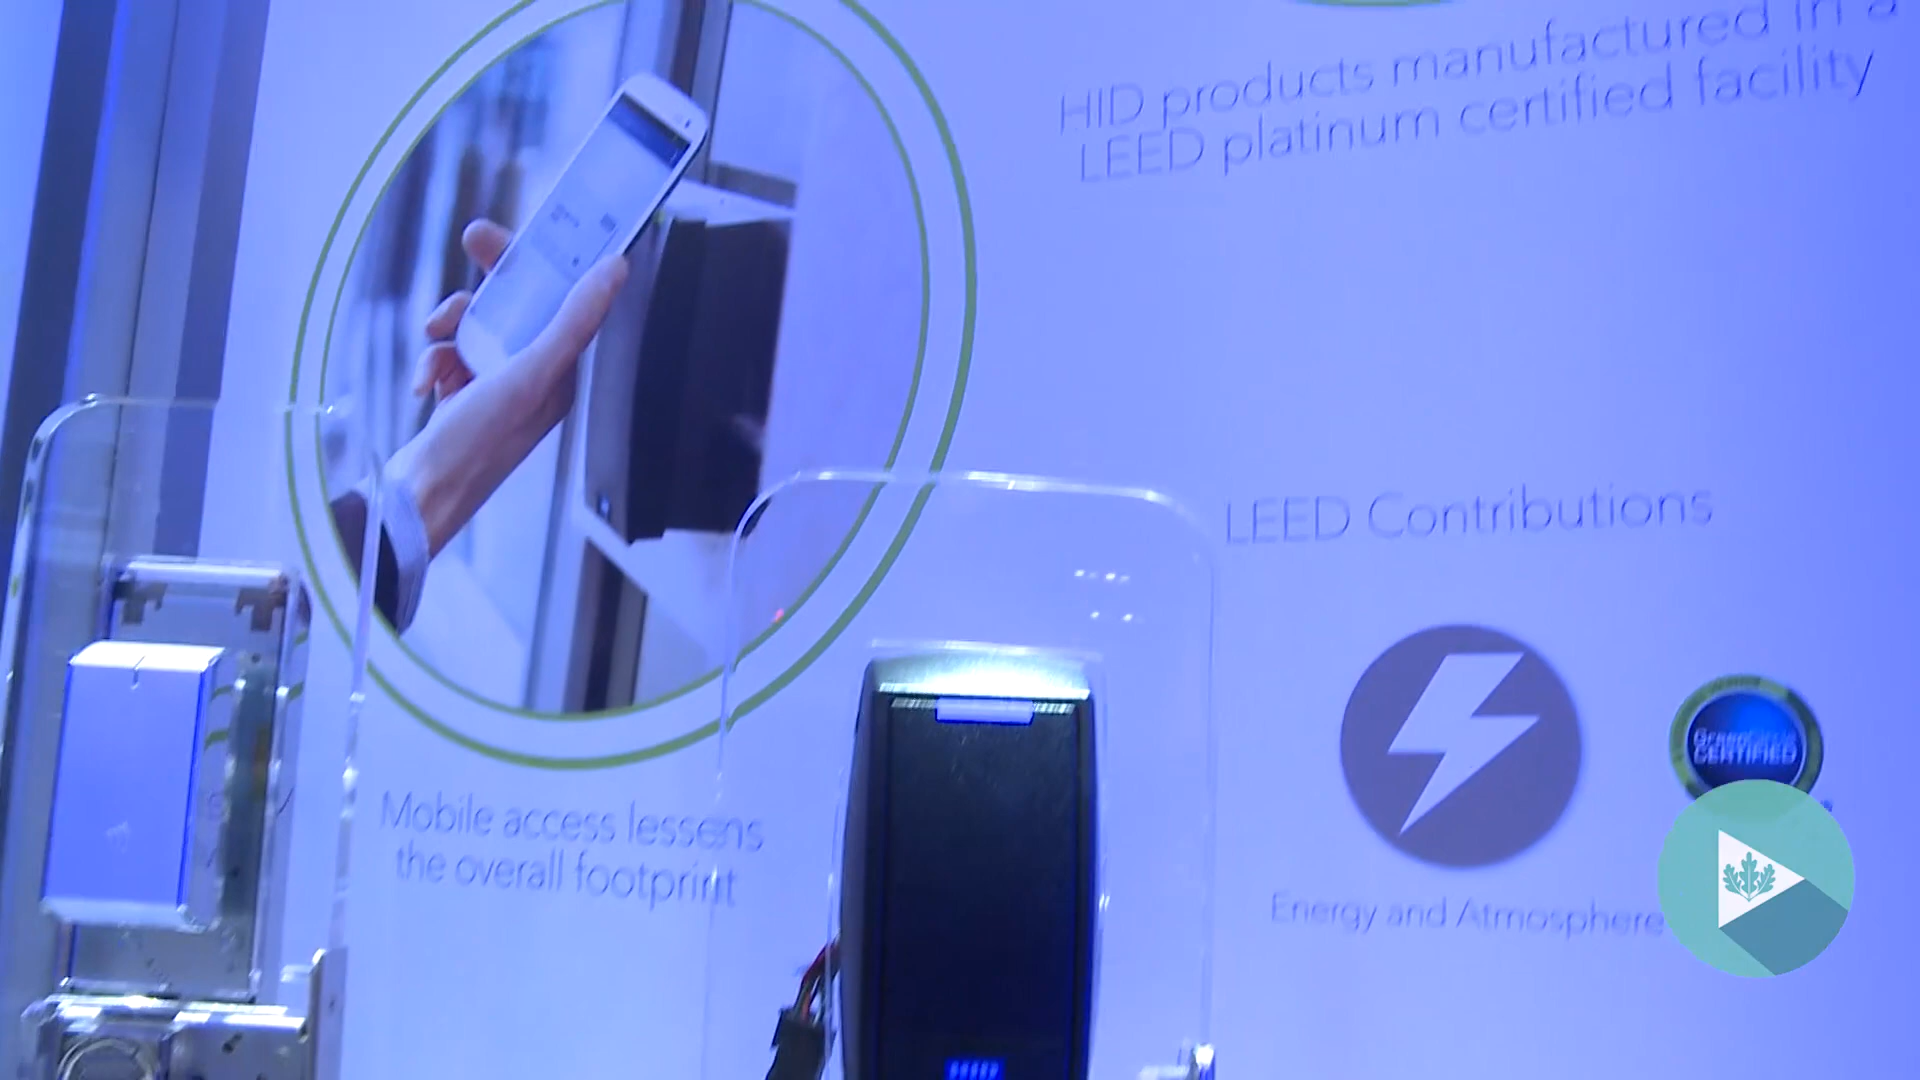 HID products manufactured in a
LEED platinum certified facility
LEED Contributions
CERTIFIED
Mobile access lessens
the overall footprint
Energy and Atmosphere